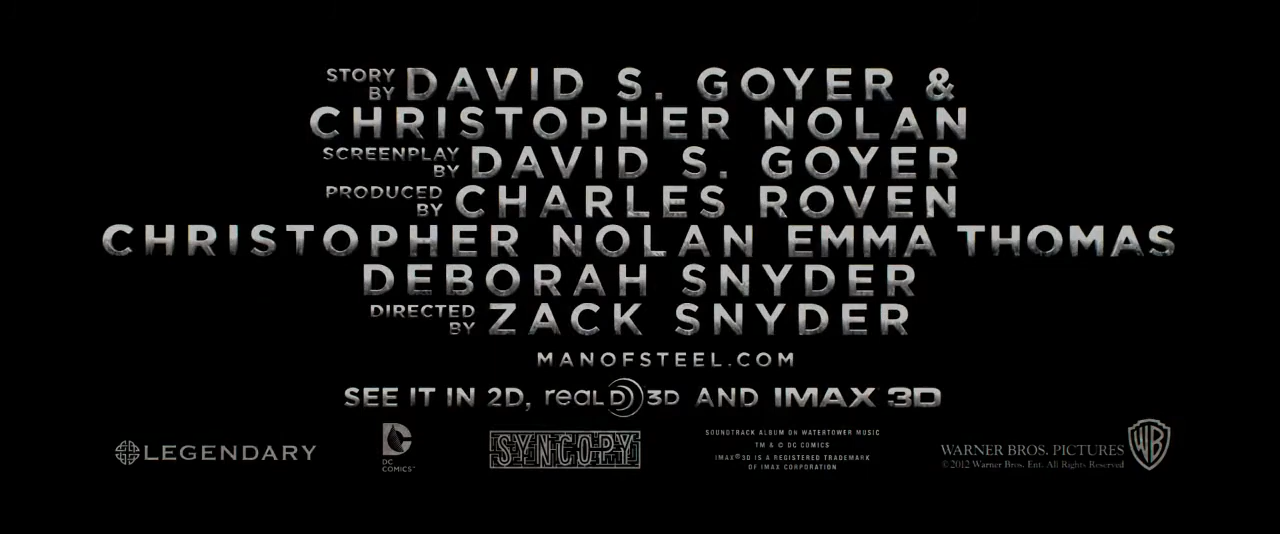 STORY BY DAVID S. GOYER &
CHRISTOPHER NOLAN
SCREENPLAY BY DAVID S. GOYER
PRODUCED BY CHARLES ROVEN
CHRISTOPHER NOLAN EMMA THOMAS
DEBORAH SNYDER
DIRECTED BY ZACK SNYDER
MANOFSTEEL.COM
SEE IT IN 2D, REAL D 3D AND IMAX 3D
LEGENDARY
DC
COMICS™
SYNCOPY
SOUNDTRACK ALBUM ON WATERTOWER MUSIC
TM & © DC COMICS
IMAX® 3D IS A REGISTERED TRADEMARK
OF IMAX CORPORATION
WARNER BROS. PICTURES
©2012 Warner Bros. Ent. All Rights Reserved
WB